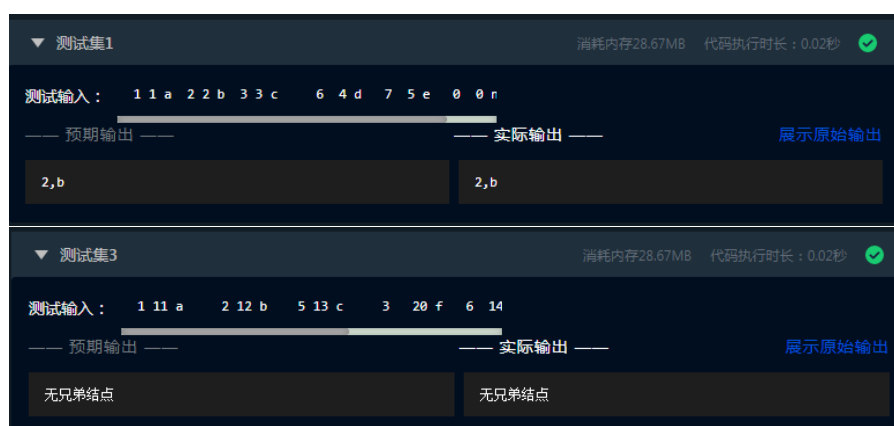 ▼ 测试集1 消耗内存28.67MB 代码执行时长：0.02秒
测试输入： 1 1 a 2 2 b 3 3 c 6 4 d 7 5 e 0 0 n
—— 预期输出 —— —— 实际输出 —— 展示原始输出
2,b 2,b
▼ 测试集3 消耗内存28.67MB 代码执行时长：0.02秒
测试输入： 1 11 a 2 12 b 5 13 c 3 20 f 6 14
—— 预期输出 —— —— 实际输出 —— 展示原始输出
无兄弟结点 无兄弟结点